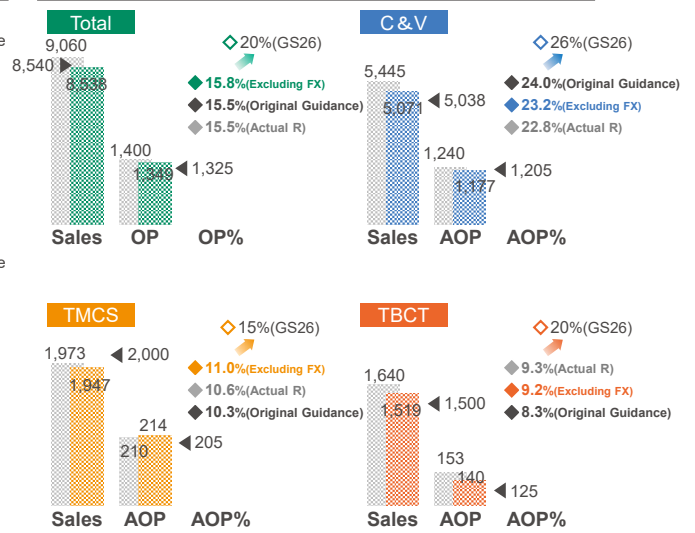 Total
20%(GS26)
9,060
8,540
8,538
15.8%(Excluding FX)
15.5%(Original Guidance)
15.5%(Actual R)
1,400
1,349
1,325
Sales OP OP%
C&V
26%(GS26)
5,445
5,071
5,038
24.0%(Original Guidance)
23.2%(Excluding FX)
22.8%(Actual R)
1,240
1,177
1,205
Sales AOP AOP%
e
e
TMCS
15%(GS26)
1,973
2,000
1,947
11.0%(Excluding FX)
10.6%(Actual R)
10.3%(Original Guidance)
214
210
205
Sales AOP AOP%
TBCT
20%(GS26)
1,640
1,519
1,500
9.3%(Actual R)
9.2%(Excluding FX)
8.3%(Original Guidance)
153
140
125
Sales AOP AOP%